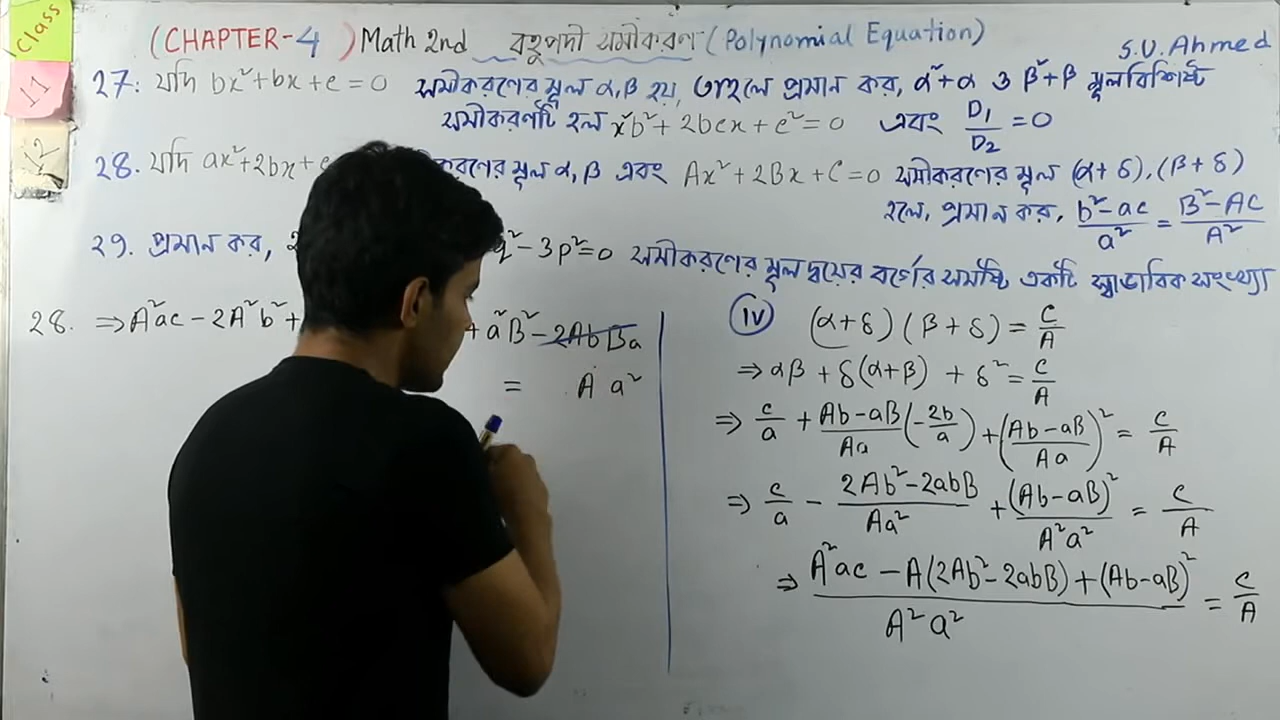 Class
11
12
(CHAPTER-4) Math 2nd বহুপদী সমীকরণ (Polynomial Equation)
S.U.Ahmed
27. যদি bx²+bx+c=0 সমীকরণের মূল α,β হয়, তাহলে প্রমান কর, α²+α ও β²+β মূলবিশিষ্ট
সমীকরণটি হল x²b²+2bcx+c²=0 এবং D₁/D₂=0
28. যদি ax²+2bx+c α,β এবং Ax²+2Bx+C=0 সমীকরণের মূল (α+δ),(β+δ)
হলে, প্রমান কর, (b²-ac)/a² = (B²-AC)/A²
29. প্রমান কর, q²-3p²=0 সমীকরণের মূলদ্বয়ের বর্গের সমষ্টি একটি স্বাভাবিক সংখ্যা
28. ⇒ A²ac-2A²b²+ +a²B²-2AbBa
= A a²
(iv) (α+δ)(β+δ) = C/A
⇒ αβ+δ(α+β)+δ² = C/A
⇒ c/a + (Ab-aB)/Aa (-2b/a) + ((Ab-aB)/Aa)² = C/A
⇒ c/a - (2Ab²-2abB)/Aa² + (Ab-aB)²/A²a² = C/A
⇒ (A²ac-A(2Ab²-2abB)+(Ab-aB)²)/A²a² = C/A